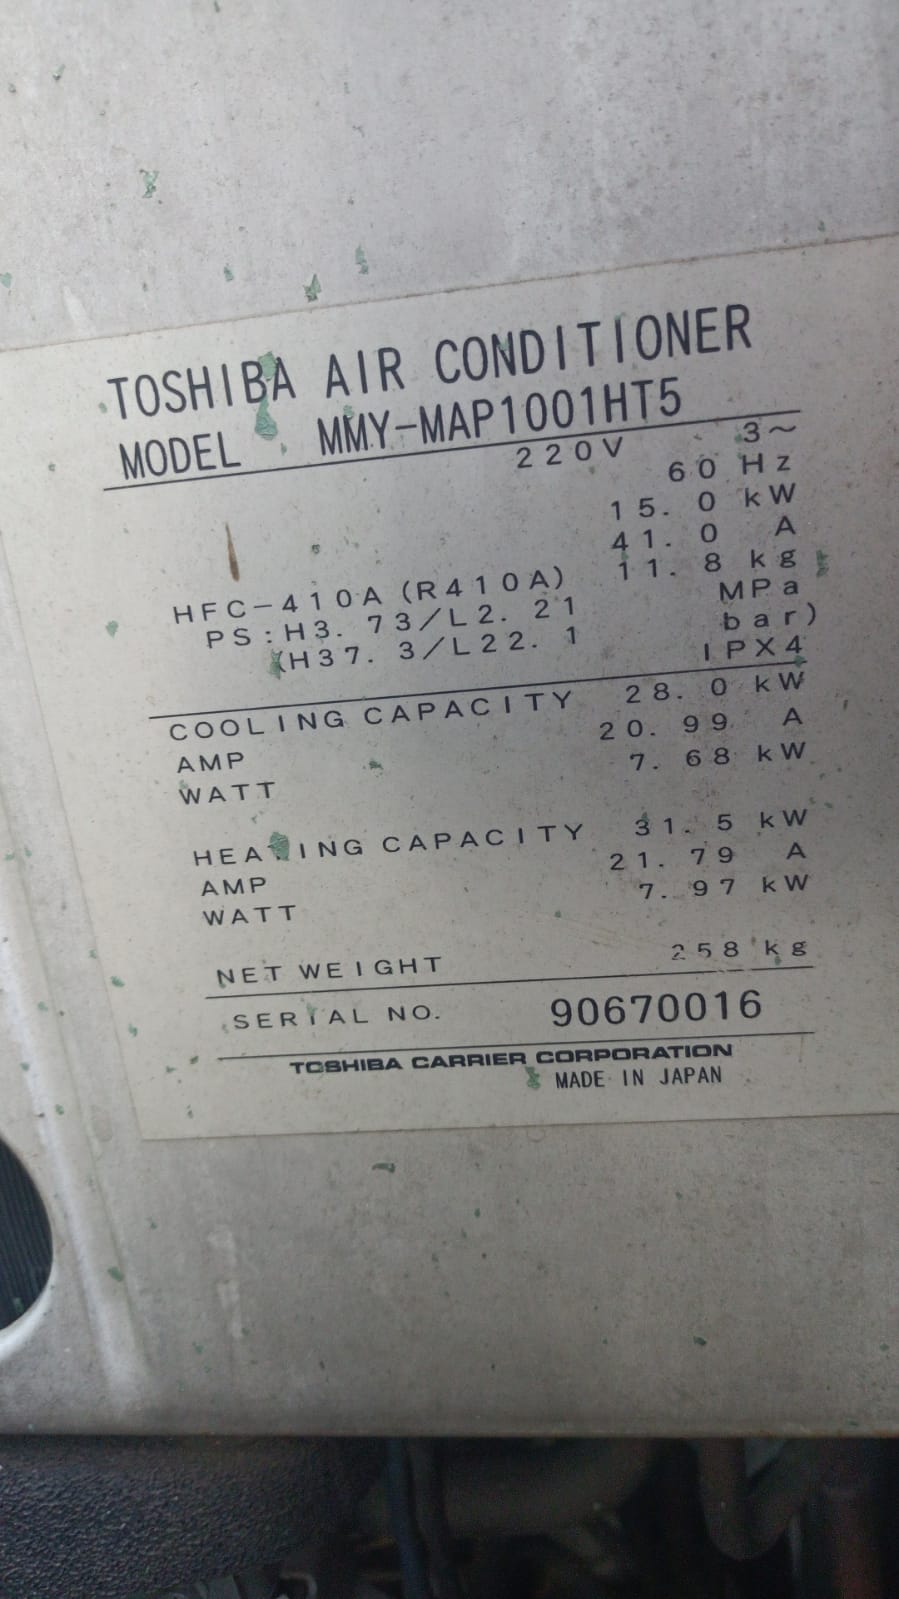 TOSHIBA AIR CONDITIONER
MODEL MMY-MAP1001HT5
220V 3~
60 Hz
15.0 kW
41.0 A
HFC-410A (R410A) 11.8 kg
PS:H3.73/L2.21 MPa
(H37.3/L22.1 bar)
IPX4
COOLING CAPACITY 28.0 kW
AMP 20.99 A
WATT 7.68 kW
HEATING CAPACITY 31.5 kW
AMP 21.79 A
WATT 7.97 kW
NET WEIGHT 258 kg
SERIAL NO. 90670016
TOSHIBA CARRIER CORPORATION
MADE IN JAPAN